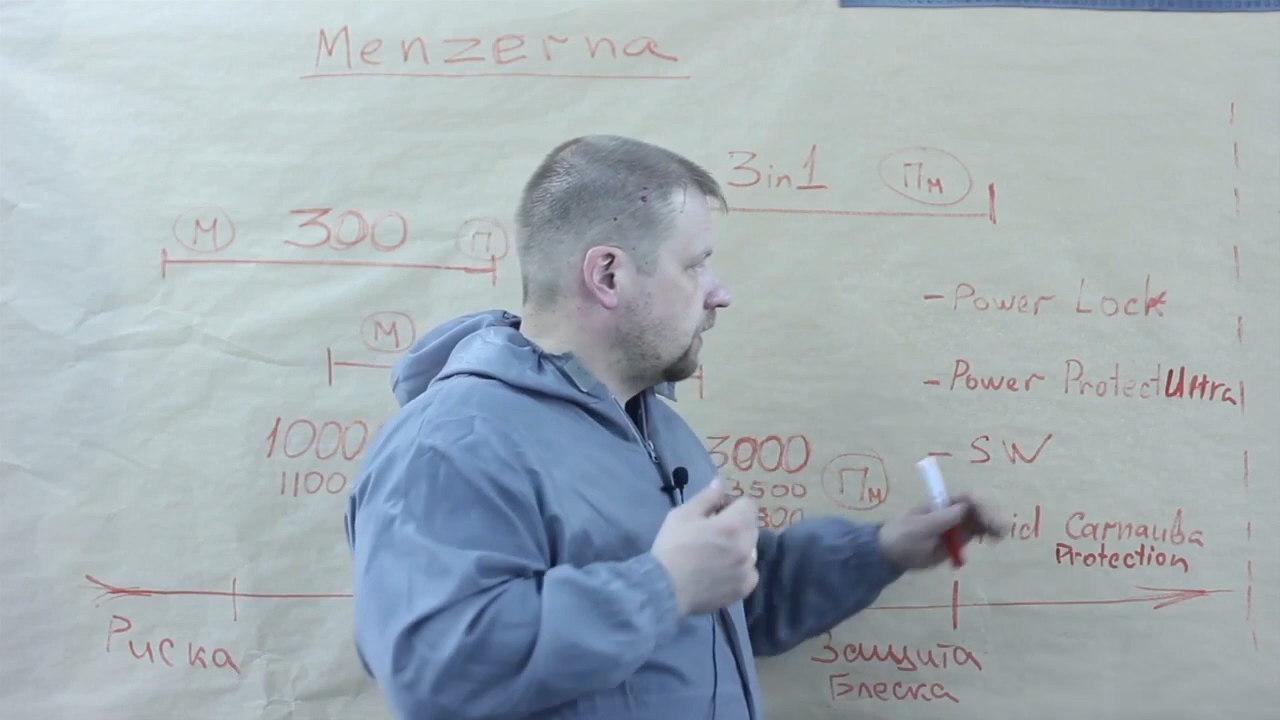 Menzerna
3in1 Пм
М 300 П
- Power Lock
М
- Power Protect Ultra
1000
1100
3000
3500
Пм
- SW
Carnauba
Protection
Риска
Защита
Блеска